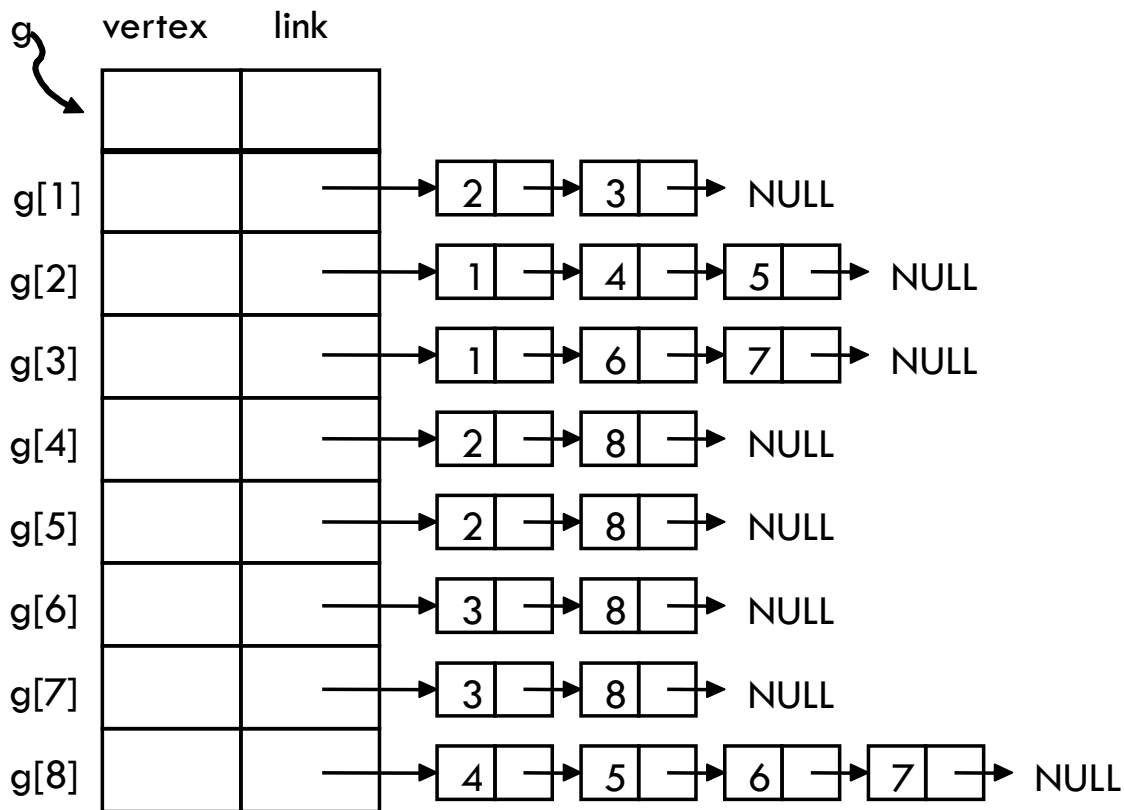 g vertex link
g[1] 2 3 NULL
g[2] 1 4 5 NULL
g[3] 1 6 7 NULL
g[4] 2 8 NULL
g[5] 2 8 NULL
g[6] 3 8 NULL
g[7] 3 8 NULL
g[8] 4 5 6 7 NULL